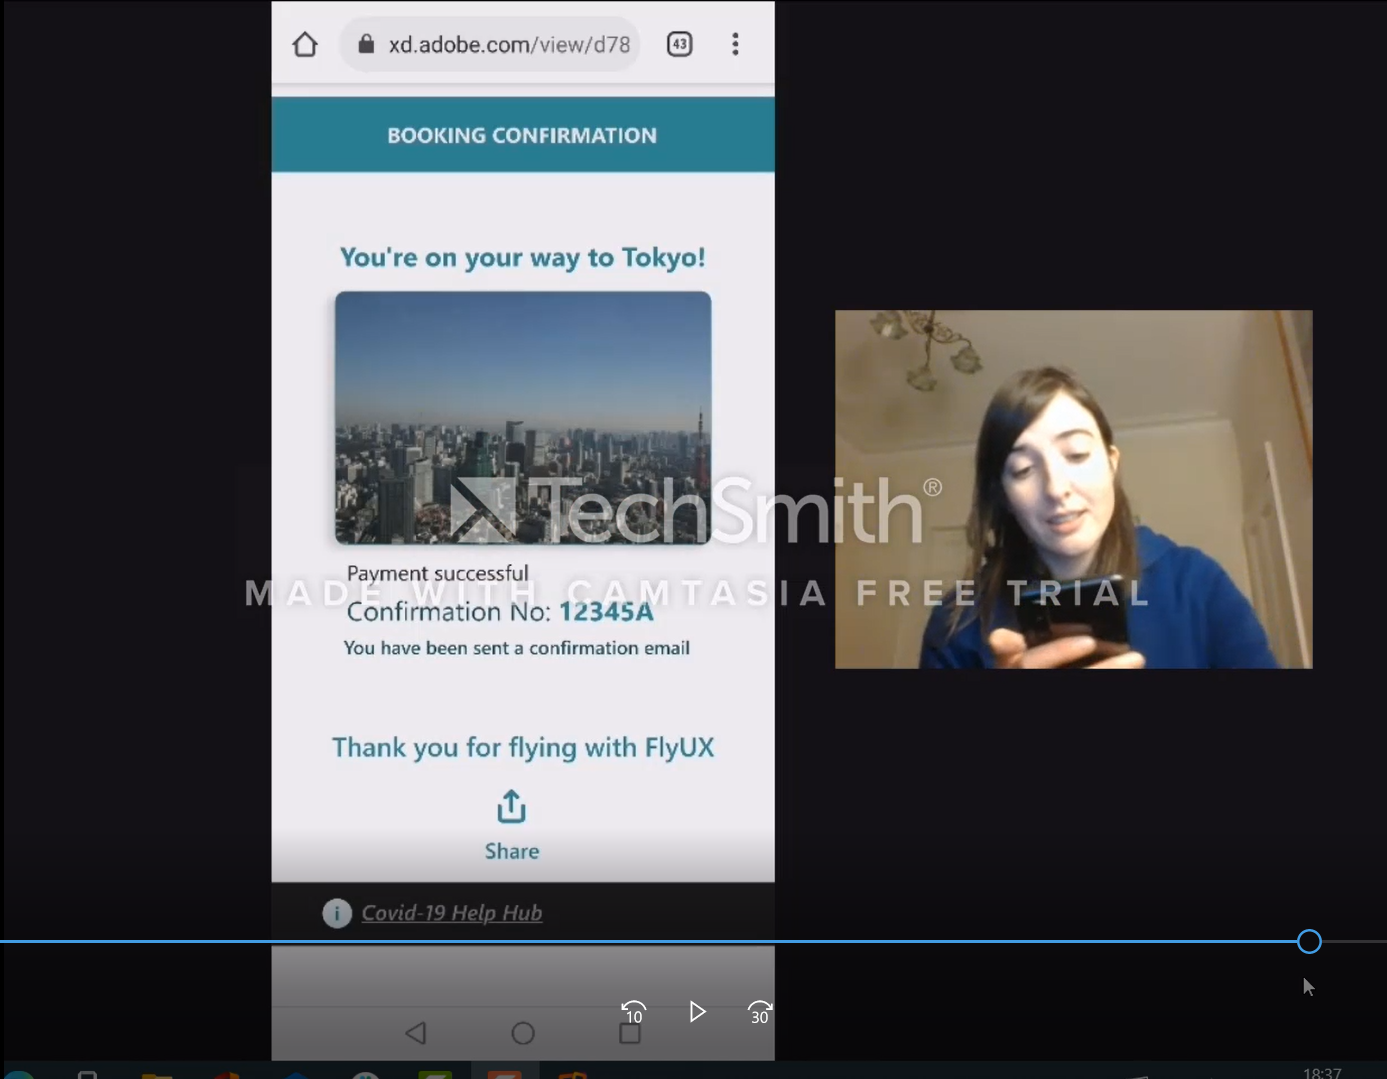 xd.adobe.com/view/d78
43
BOOKING CONFIRMATION
You're on your way to Tokyo!
TechSmith®
MADE WITH CAMTASIA FREE TRIAL
Payment successful
Confirmation No: 12345A
You have been sent a confirmation email
Thank you for flying with FlyUX
Share
i Covid-19 Help Hub
10
30
18:37